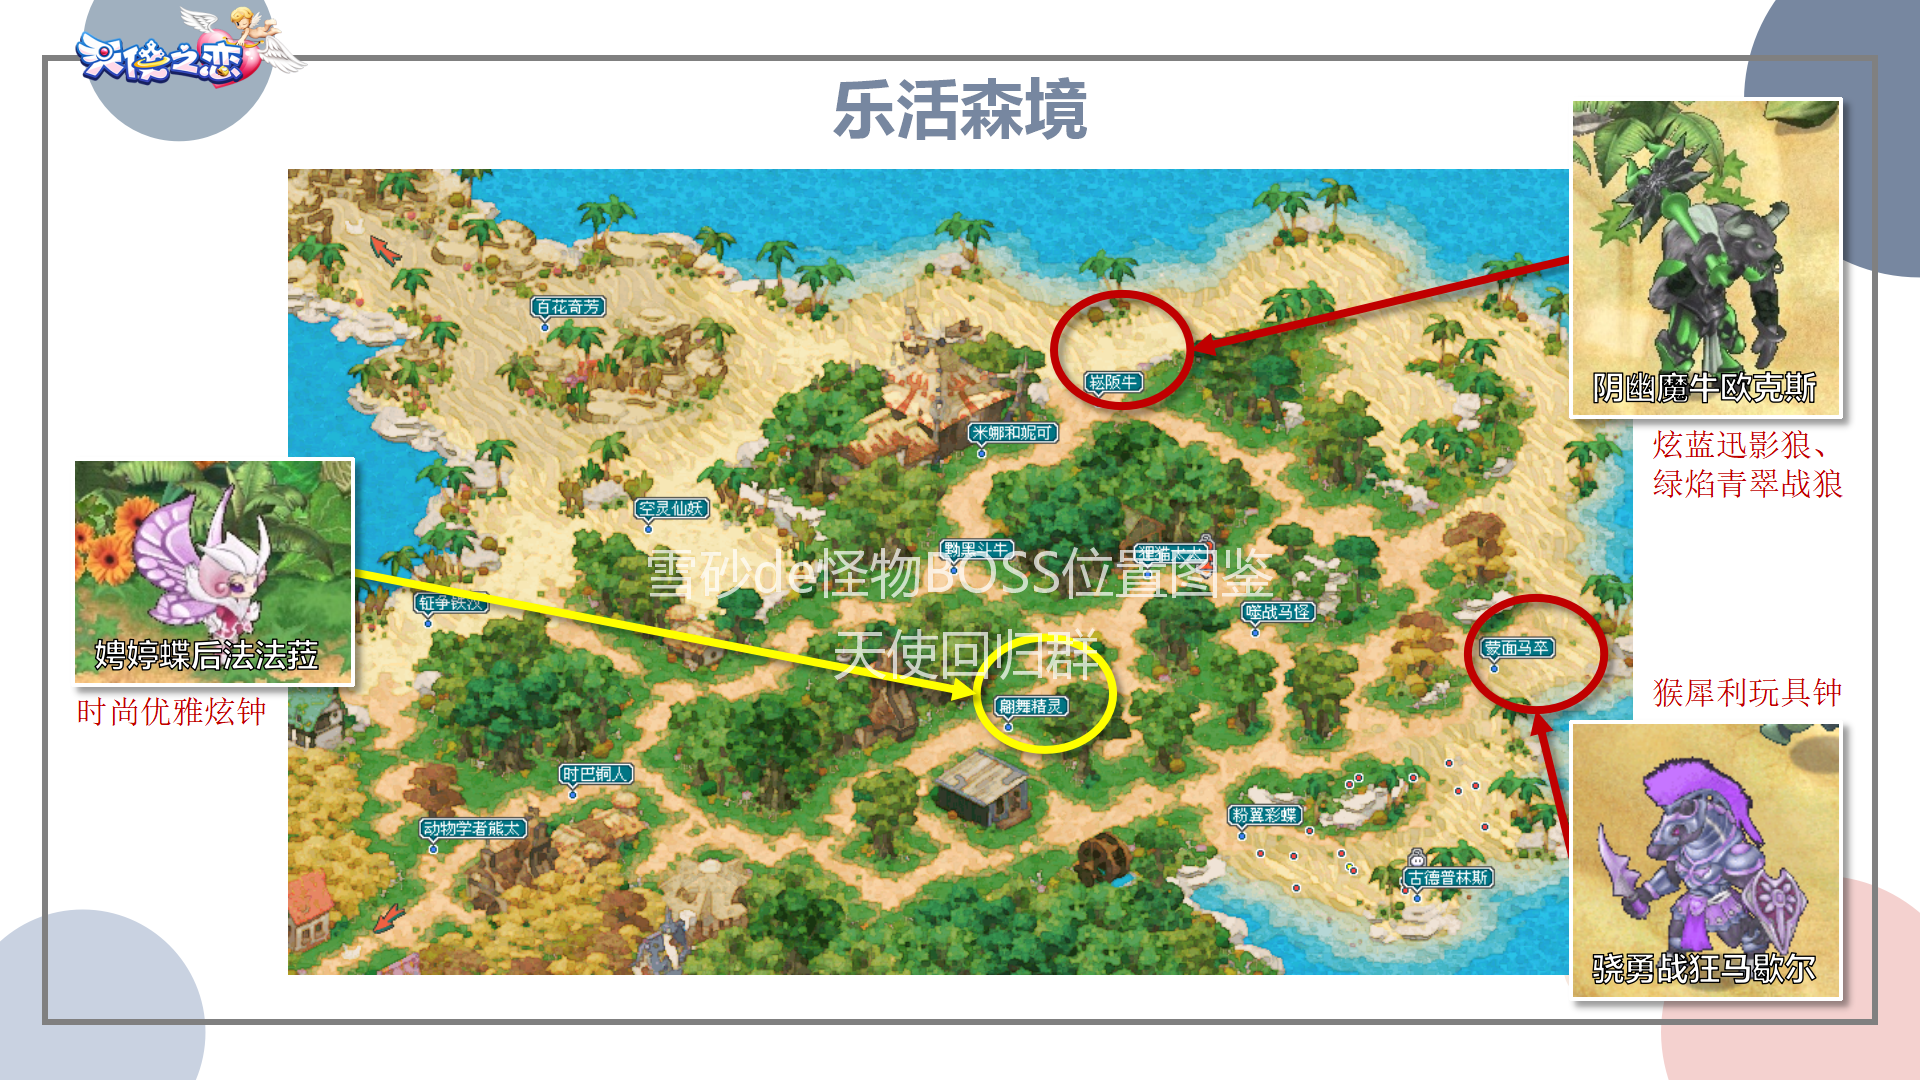 天使之恋
乐活森境
百花奇芳
崧阪牛
米娜和妮可
阴幽魔牛欧克斯
炫蓝迅影狼、
绿焰青翠战狼
空灵仙妖
黝黑斗牛
狸猫大大
雪砂de怪物BOSS位置图鉴
天使回归群
钲争铁汉
噬战马怪
蒙面马卒
娉婷蝶后法法菈
时尚优雅炫钟
翩舞精灵
猴犀利玩具钟
时巴铜人
动物学者熊太
粉翼彩蝶
古德普林斯
骁勇战狂马歇尔